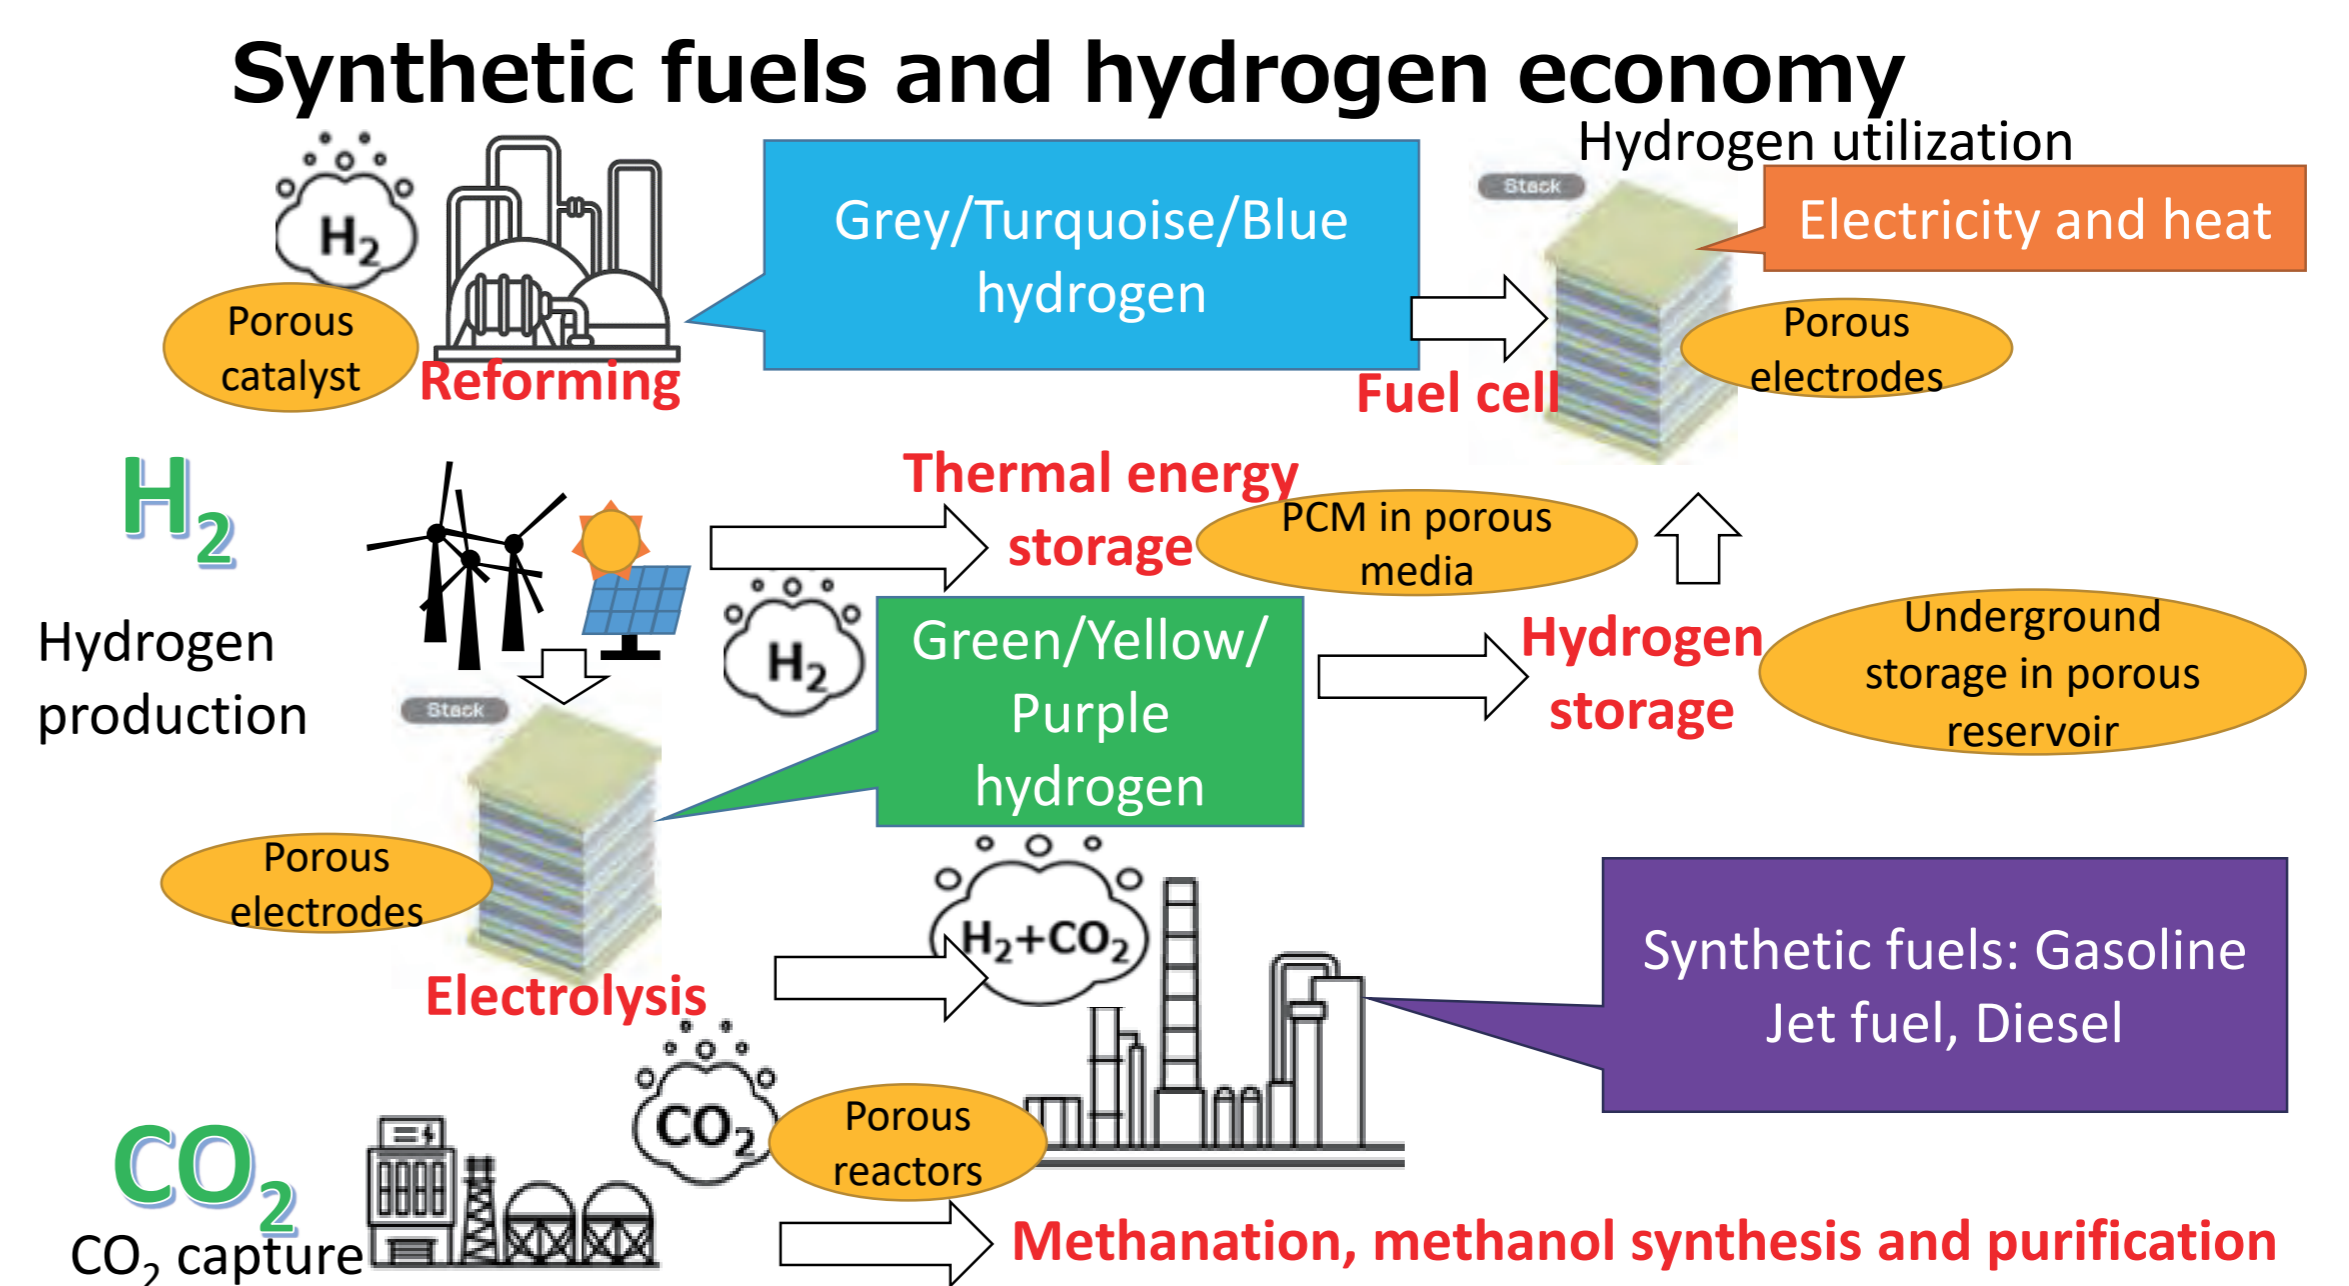 Synthetic fuels and hydrogen economy
Hydrogen utilization
H2
Grey/Turquoise/Blue
hydrogen
Stack
Electricity and heat
Porous
catalyst
Reforming
Fuel cell
Porous
electrodes
H2
Hydrogen
production
Thermal energy
storage
PCM in porous
media
H2
Green/Yellow/
Purple
hydrogen
Hydrogen
storage
Underground
storage in porous
reservoir
Stack
Porous
electrodes
Electrolysis
H2+CO2
Synthetic fuels: Gasoline
Jet fuel, Diesel
CO2
Porous
reactors
CO2
CO2 capture
Methanation, methanol synthesis and purification